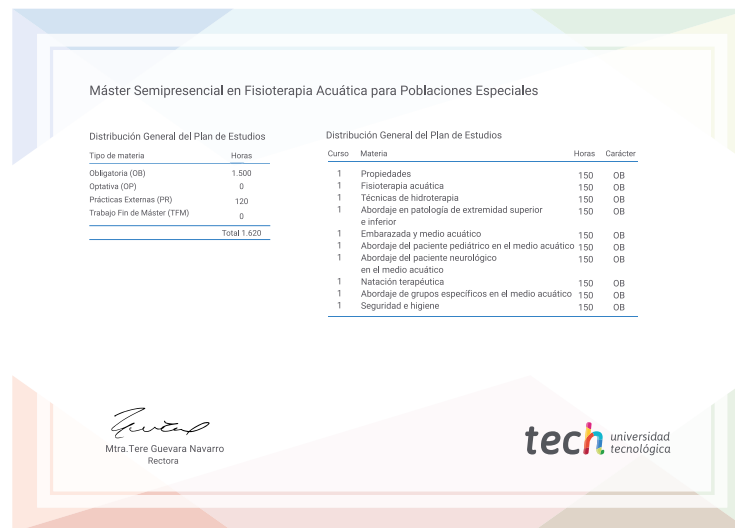 Máster Semipresencial en Fisioterapia Acuática para Poblaciones Especiales
Distribución General del Plan de Estudios
Tipo de materia Horas
Obligatoria (OB) 1.500
Optativa (OP) 0
Prácticas Externas (PR) 120
Trabajo Fin de Máster (TFM) 0
Total 1.620
Distribución General del Plan de Estudios
Curso Materia Horas Carácter
1 Propiedades 150 OB
1 Fisioterapia acuática 150 OB
1 Técnicas de hidroterapia 150 OB
1 Abordaje en patología de extremidad superior 150 OB
e inferior
1 Embarazada y medio acuático 150 OB
1 Abordaje del paciente pediátrico en el medio acuático 150 OB
1 Abordaje del paciente neurológico 150 OB
en el medio acuático
1 Natación terapéutica 150 OB
1 Abordaje de grupos específicos en el medio acuático 150 OB
1 Seguridad e higiene 150 OB
Mtra.Tere Guevara Navarro
Rectora
tech universidad
tecnológica